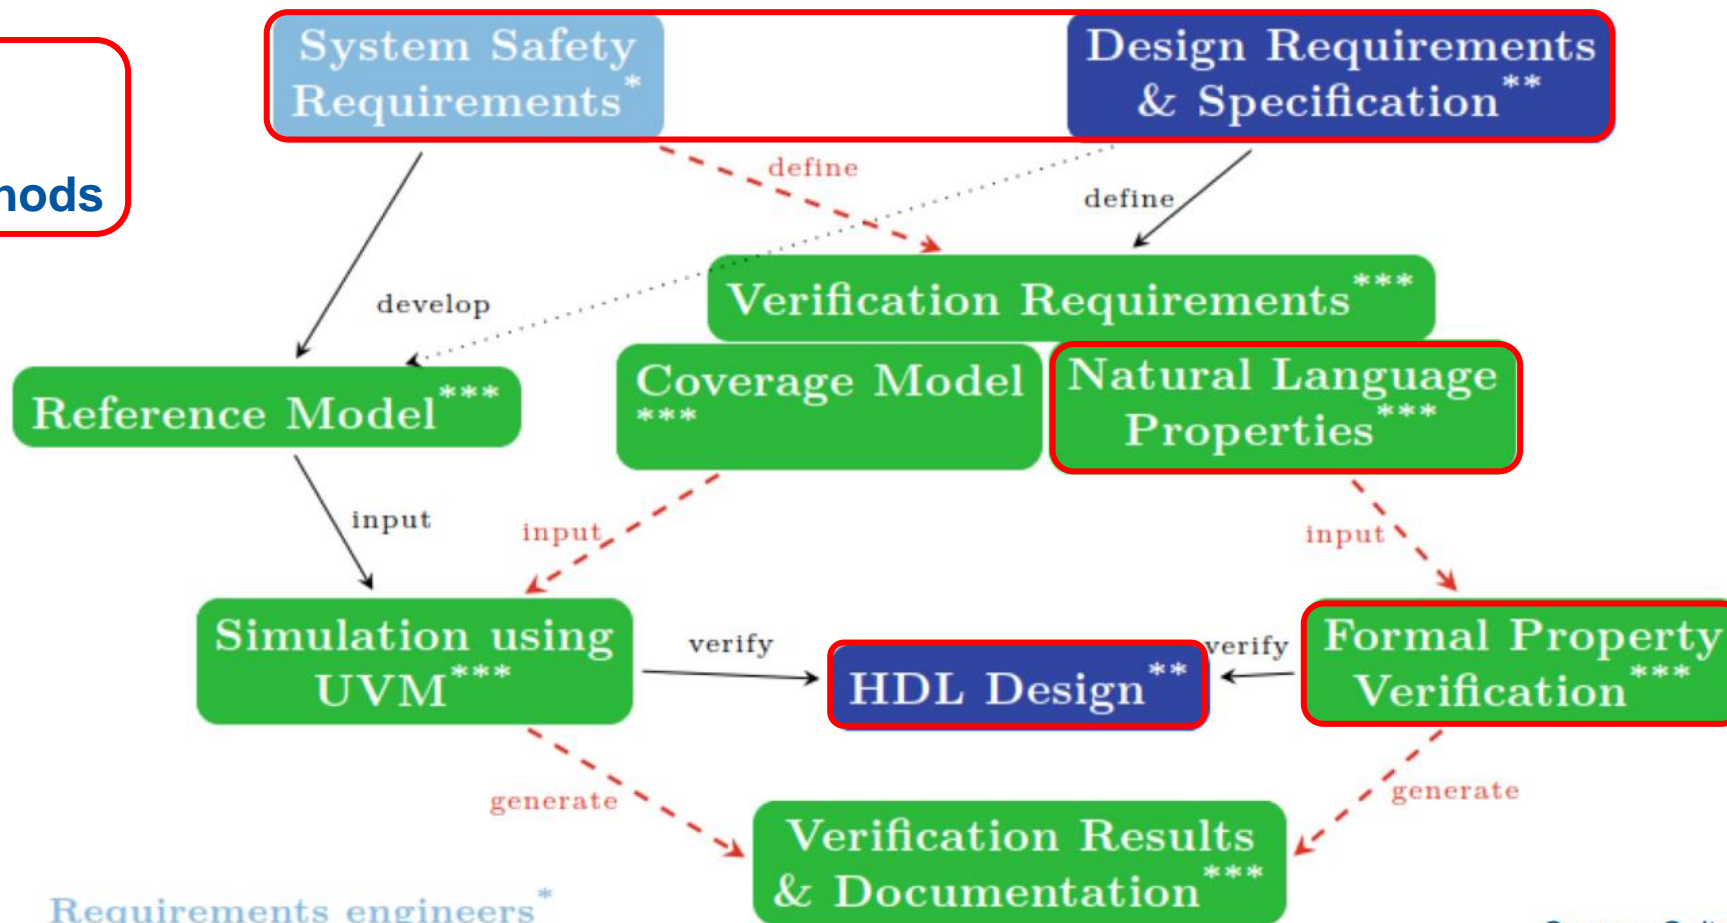 System Safety
Requirements*
Design Requirements
& Specification**
define
define
develop
Verification Requirements***
Reference Model***
Coverage Model
***
Natural Language
Properties***
input
input
input
Simulation using
UVM***
verify
HDL Design**
verify
Formal Property
Verification***
generate
generate
Verification Results
& Documentation***
Requirements engineers*